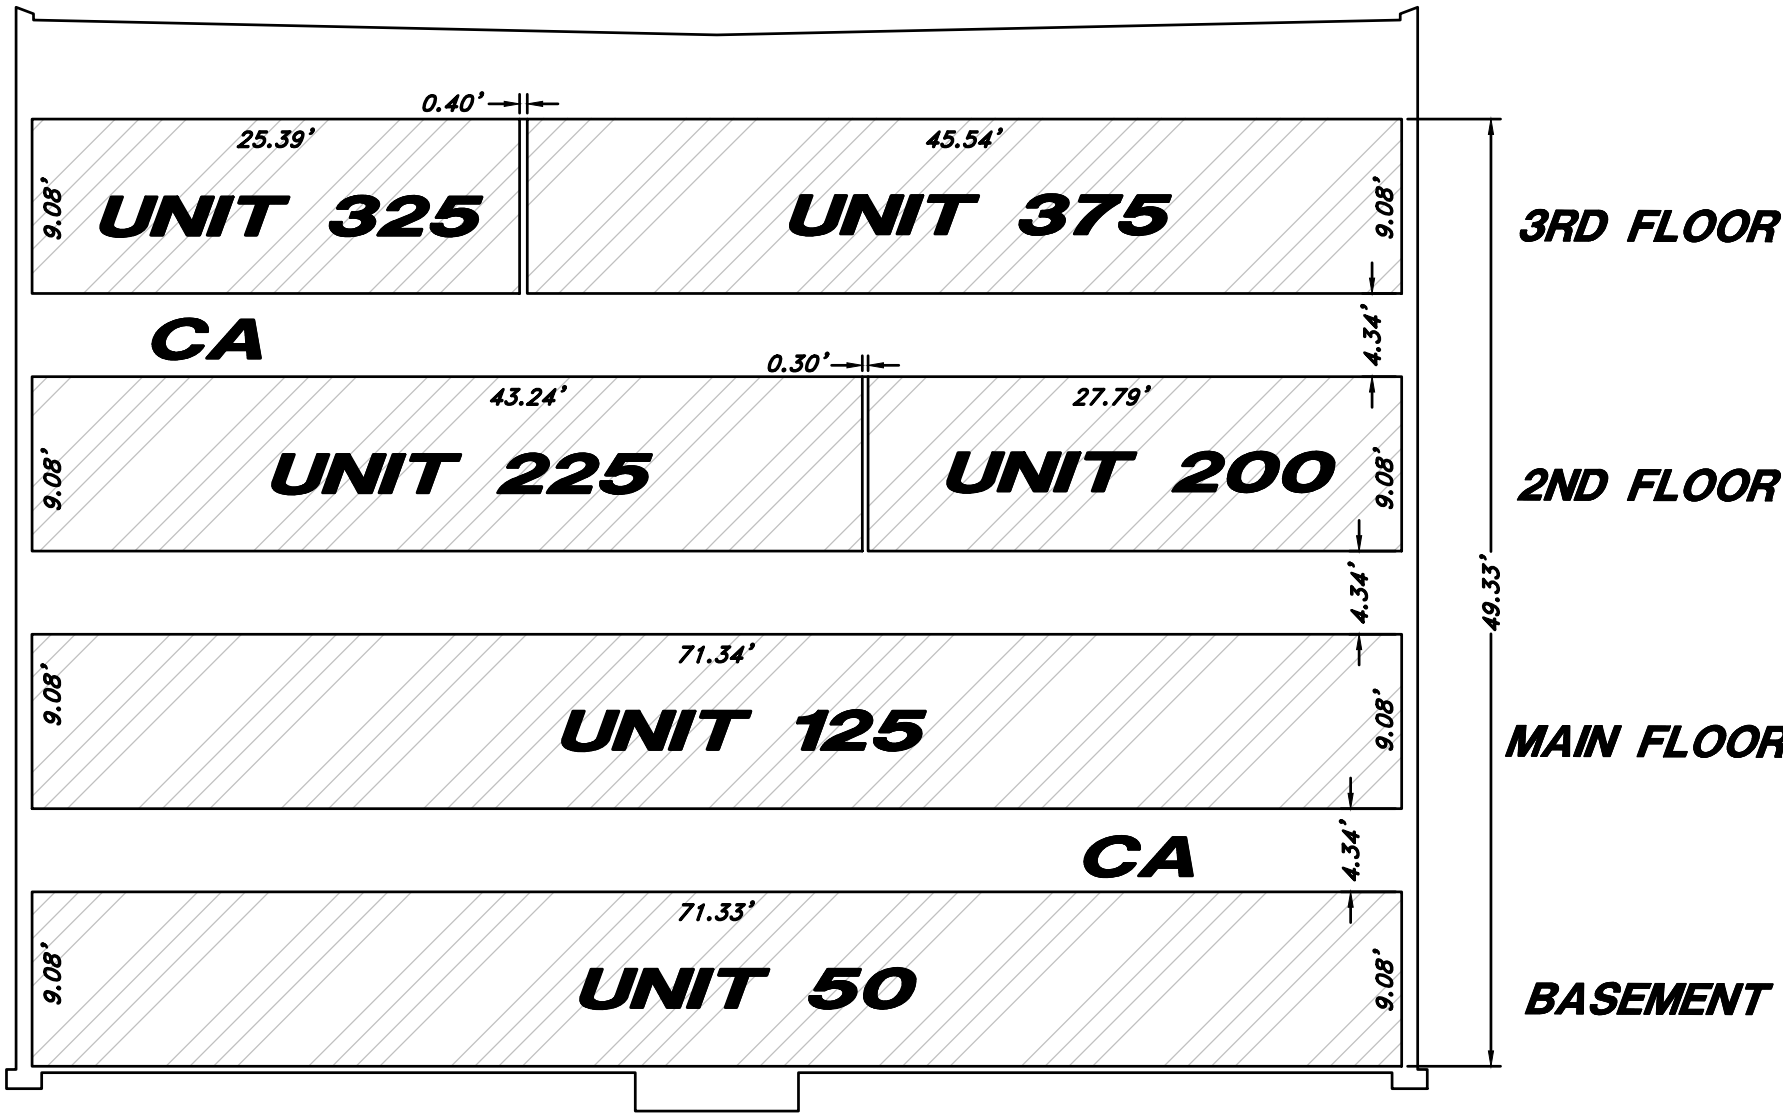 0.40'
25.39'
45.54'
9.08'
UNIT 325
UNIT 375
9.08'
3RD FLOOR
CA
4.34'
0.30'
43.24'
27.79'
9.08'
UNIT 225
UNIT 200
9.08'
2ND FLOOR
4.34'
49.33'
71.34'
9.08'
UNIT 125
9.08'
MAIN FLOOR
CA
4.34'
71.33'
9.08'
UNIT 50
9.08'
BASEMENT